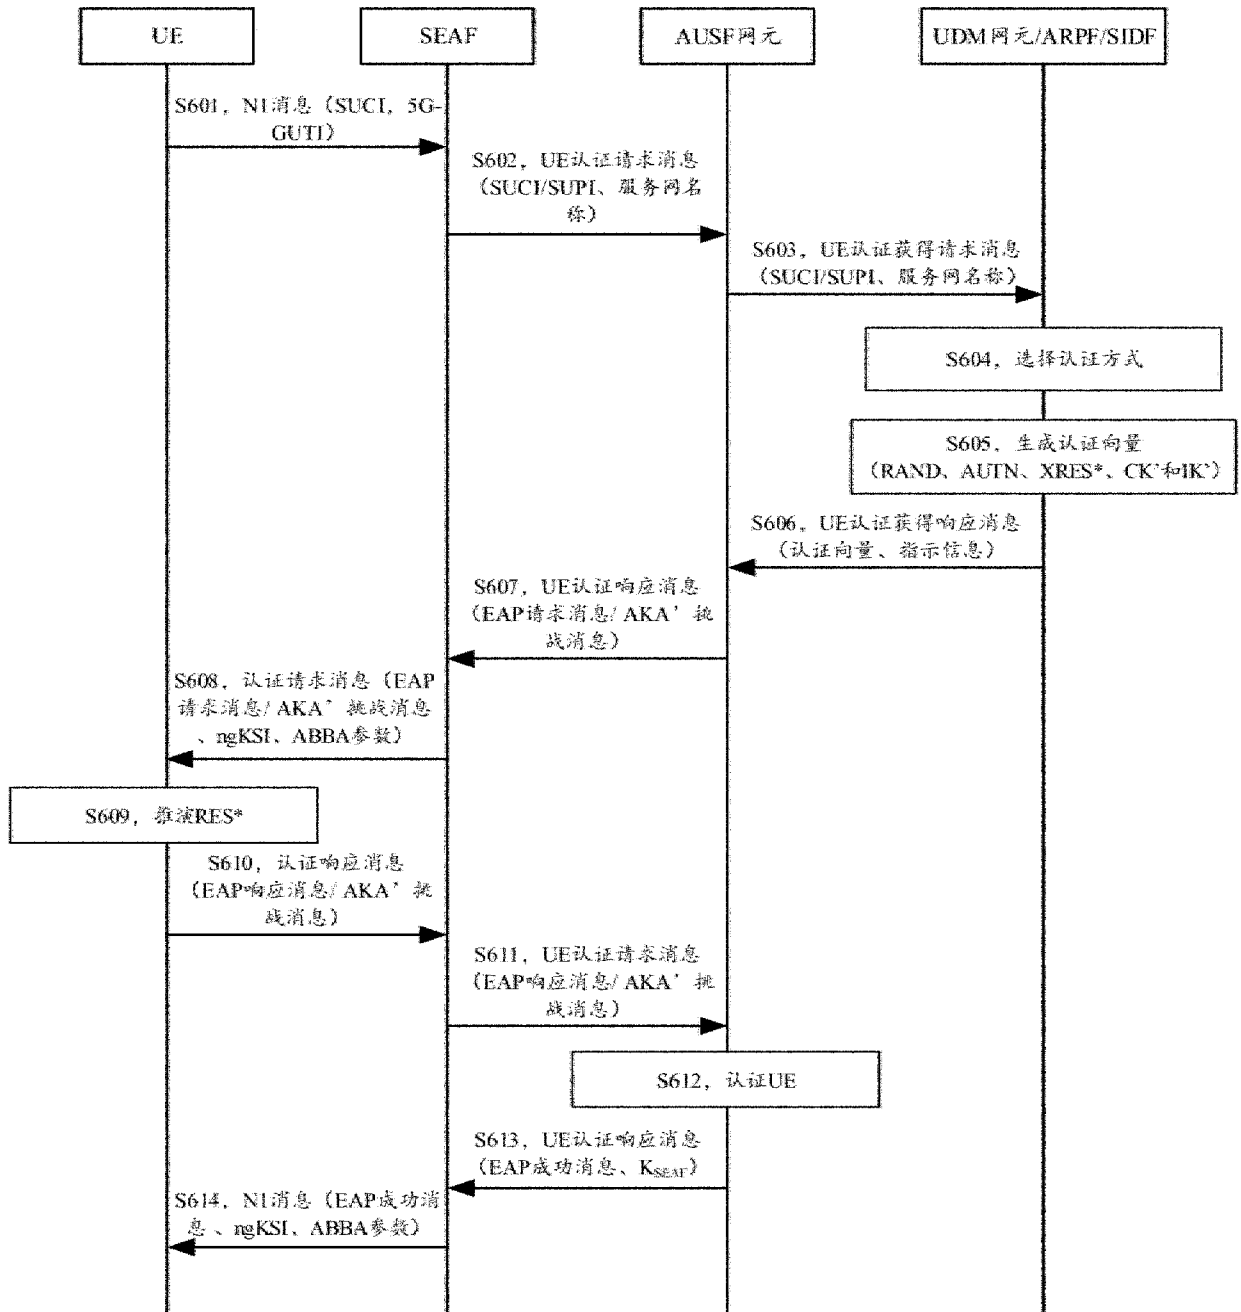 UE
SEAF
AUSF网元
UDM网元/ARPF/SIDF
S601，N1消息（SUCI，5G-
GUTI）
S602，UE认证请求消息
（SUCI/SUPI、服务网名
称）
S603，UE认证获得请求消息
（SUCI/SUPI、服务网名称）
S604，选择认证方式
S605，生成认证向量
（RAND、AUTN、XRES*、CK’和IK’）
S606，UE认证获得响应消息
（认证向量、指示信息）
S607，UE认证响应消息
（EAP请求消息/ AKA’挑
战消息）
S608，认证请求消息（EAP
请求消息/ AKA’挑战消息
、ngKSI、ABBA参数）
S609，推演RES*
S610，认证响应消息
（EAP响应消息/ AKA’挑
战消息）
S611，UE认证请求消息
（EAP响应消息/ AKA’挑
战消息）
S612，认证UE
S613，UE认证响应消息
（EAP成功消息、KSEAF）
S614，N1消息（EAP成功消
息、ngKSI、ABBA参数）